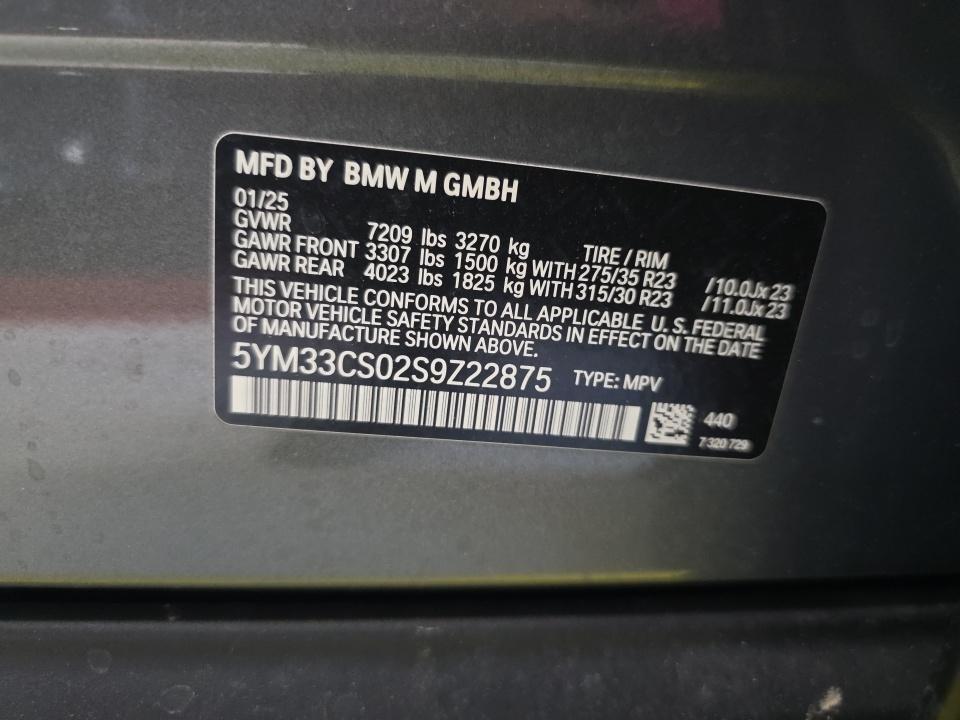 MFD BY BMW M GMBH
01/25
GVWR 7209 lbs 3270 kg TIRE / RIM
GAWR FRONT 3307 lbs 1500 kg WITH 275/35 R23 /10.0Jx23
GAWR REAR 4023 lbs 1825 kg WITH 315/30 R23 /11.0Jx23
THIS VEHICLE CONFORMS TO ALL APPLICABLE U. S. FEDERAL
MOTOR VEHICLE SAFETY STANDARDS IN EFFECT ON THE DATE
OF MANUFACTURE SHOWN ABOVE.
5YM33CS02S9Z22875 TYPE: MPV
440
7 320 729